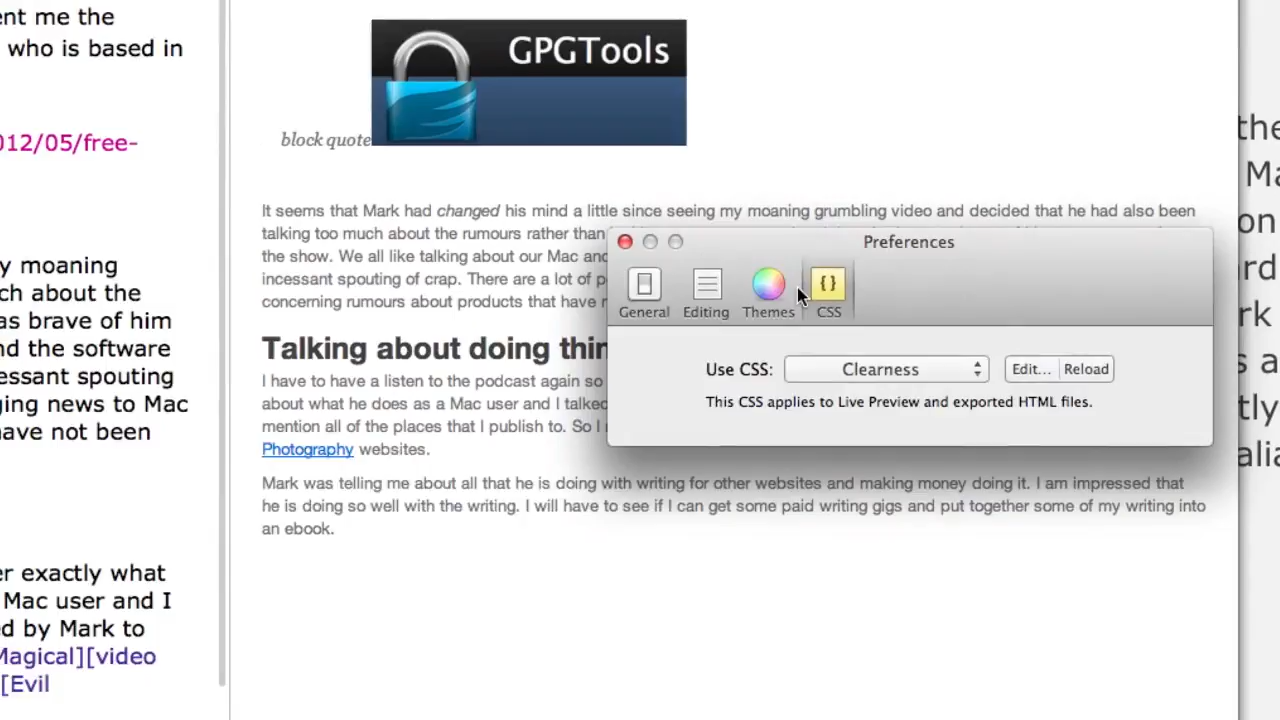 ent me the
who is based in
012/05/free-
y moaning
ch about the
as brave of him
nd the software
essant spouting
ging news to Mac
have not been
er exactly what
Mac user and I
ed by Mark to
Magical][video
[Evil
GPGTools
block quote
It seems that Mark had changed his mind a little since seeing my moaning grumbling video and decided that he had also been
talking too much about the rumours rather than
the show. We all like talking about our Mac and
incessant spouting of crap. There are a lot of p
concerning rumours about products that have n
Talking about doing thin
I have to have a listen to the podcast again so
about what he does as a Mac user and I talked
mention all of the places that I publish to. So I
Photography websites.
Mark was telling me about all that he is doing with writing for other websites and making money doing it. I am impressed that
he is doing so well with the writing. I will have to see if I can get some paid writing gigs and put together some of my writing into
an ebook.
Preferences
General Editing Themes CSS
Use CSS: Clearness Edit... Reload
This CSS applies to Live Preview and exported HTML files.
the
Ma
on
ard
rk
s a
tly
alia